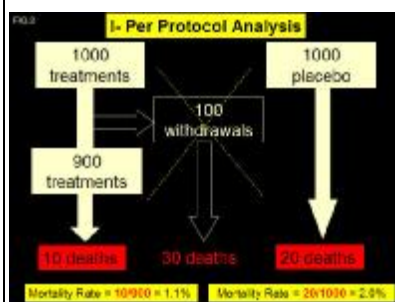 FIG.2
I- Per Protocol Analysis
1000
treatments
1000
placebo
100
withdrawals
900
treatments
10 deaths
30 deaths
20 deaths
Mortality Rate = 10/900 = 1.1%
Mortality Rate = 20/1000 = 2.0%